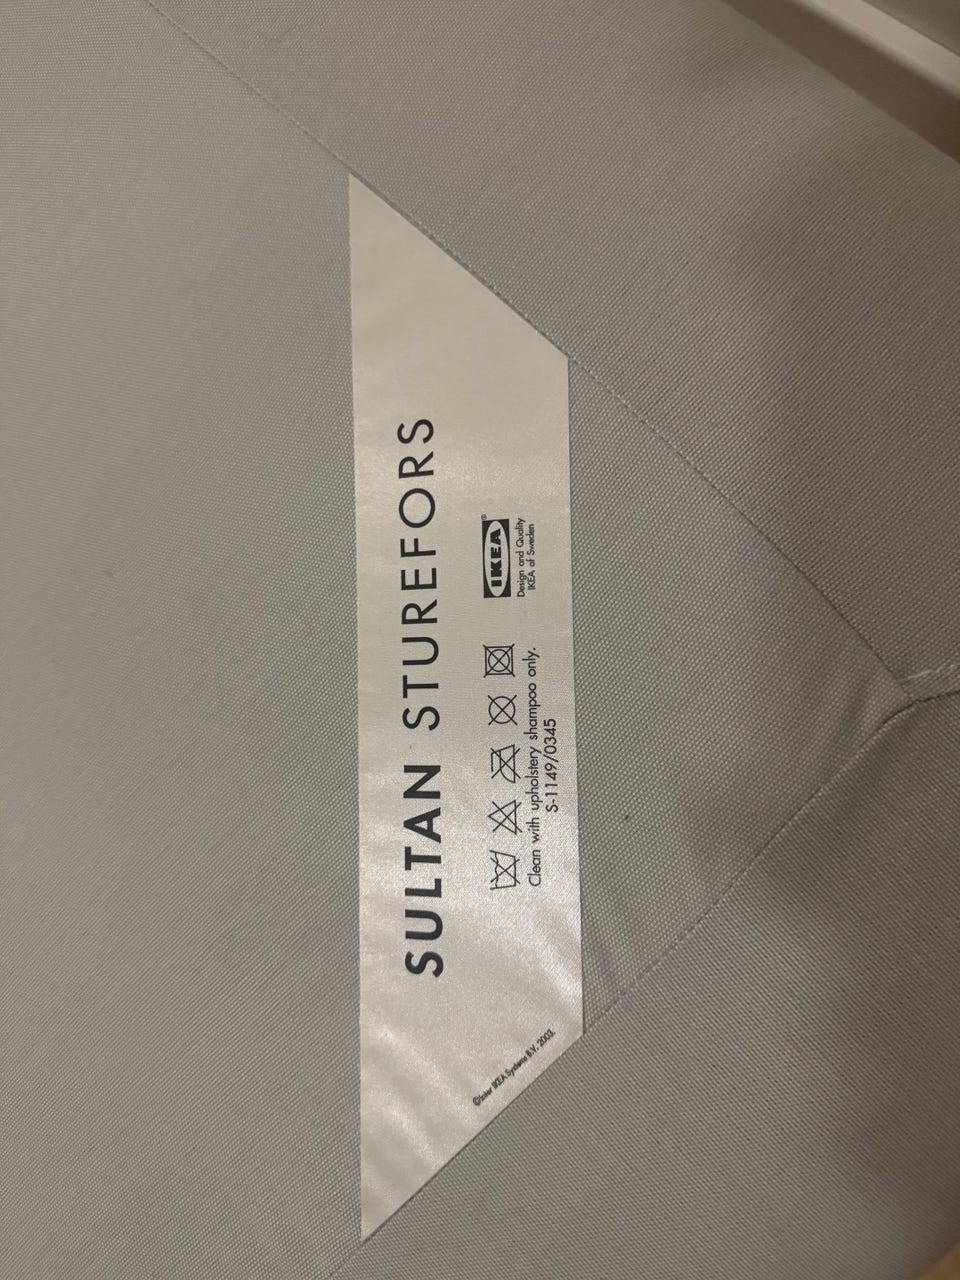 SULTAN STUREFORS
IKEA®
Design and Quality
IKEA of Sweden
Clean with upholstery shampoo only.
S-1149/0345
©Inter IKEA Systems B.V. 2003.